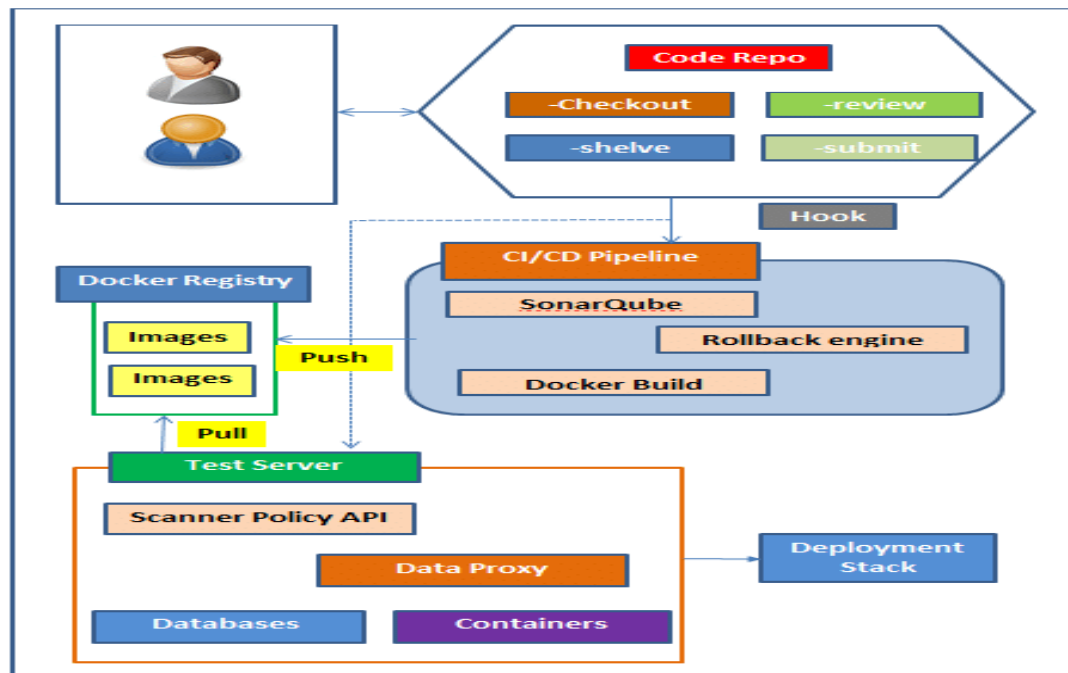 Code Repo
-Checkout
-review
-shelve
-submit
Hook
CI/CD Pipeline
Docker Registry
SonarQube
Images
Rollback engine
Push
Images
Docker Build
Pull
Test Server
Scanner Policy API
Deployment
Stack
Data Proxy
Databases
Containers